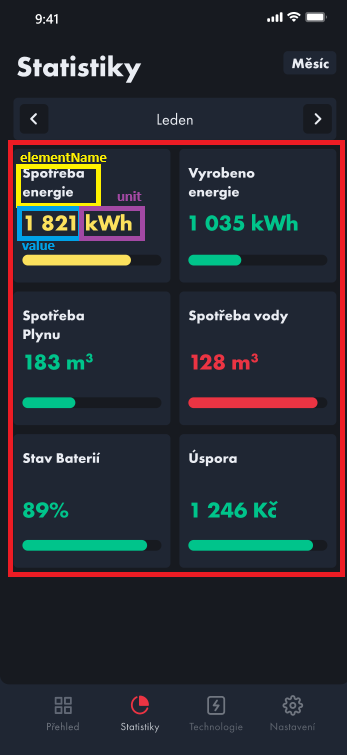 9:41
Statistiky
Měsíc
Leden
elementName
Spotřeba
energie
unit
1 821 kWh
value
Vyrobeno
energie
1 035 kWh
Spotřeba
Plynu
183 m³
Spotřeba vody
128 m³
Stav Baterií
89%
Úspora
1 246 Kč
Přehled
Statistiky
Technologie
Nastavení